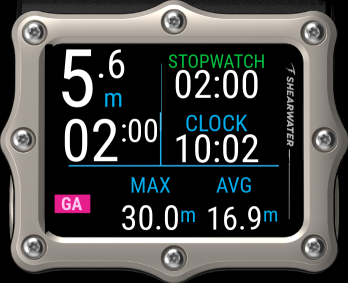 5.6
m
STOPWATCH
02:00
02:00
CLOCK
10:02
MAX
AVG
GA
30.0m
16.9m
SHEARWATER